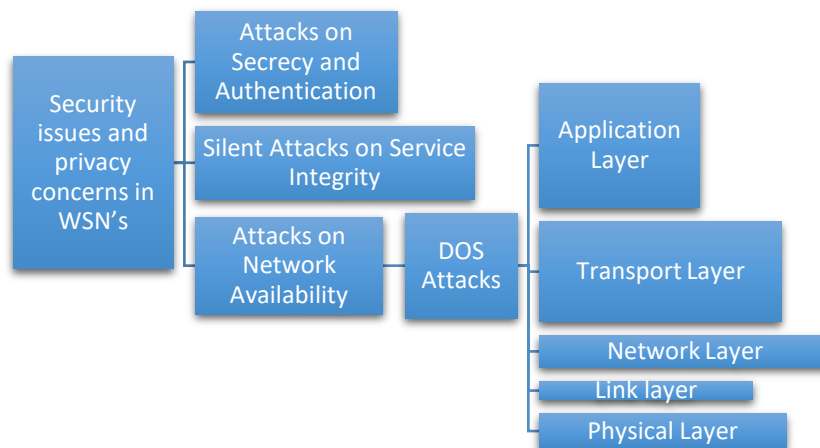 Security
issues and
privacy
concerns in
WSN's
Attacks on
Secrecy and
Authentication
Silent Attacks on Service
Integrity
Attacks on
Network
Availability
DOS
Attacks
Application
Layer
Transport Layer
Network Layer
Link layer
Physical Layer